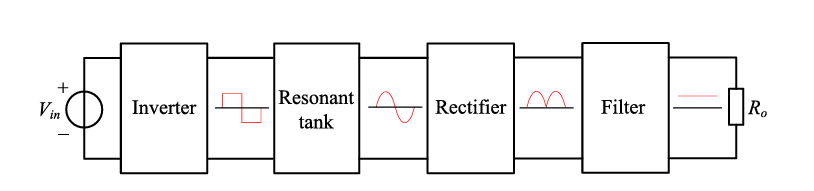 +
V_in
−
Inverter
Resonant
tank
Rectifier
Filter
R_o